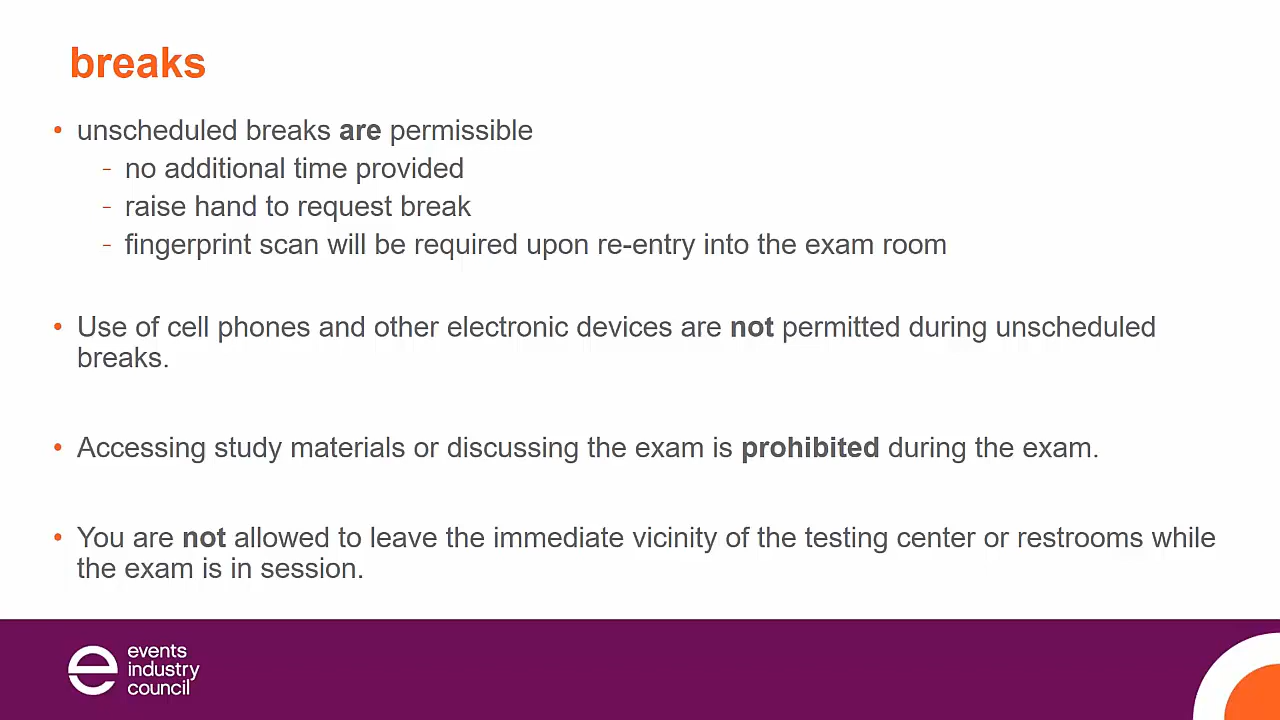 breaks
• unscheduled breaks are permissible
- no additional time provided
- raise hand to request break
- fingerprint scan will be required upon re-entry into the exam room
• Use of cell phones and other electronic devices are not permitted during unscheduled
breaks.
• Accessing study materials or discussing the exam is prohibited during the exam.
• You are not allowed to leave the immediate vicinity of the testing center or restrooms while
the exam is in session.
events
industry
council